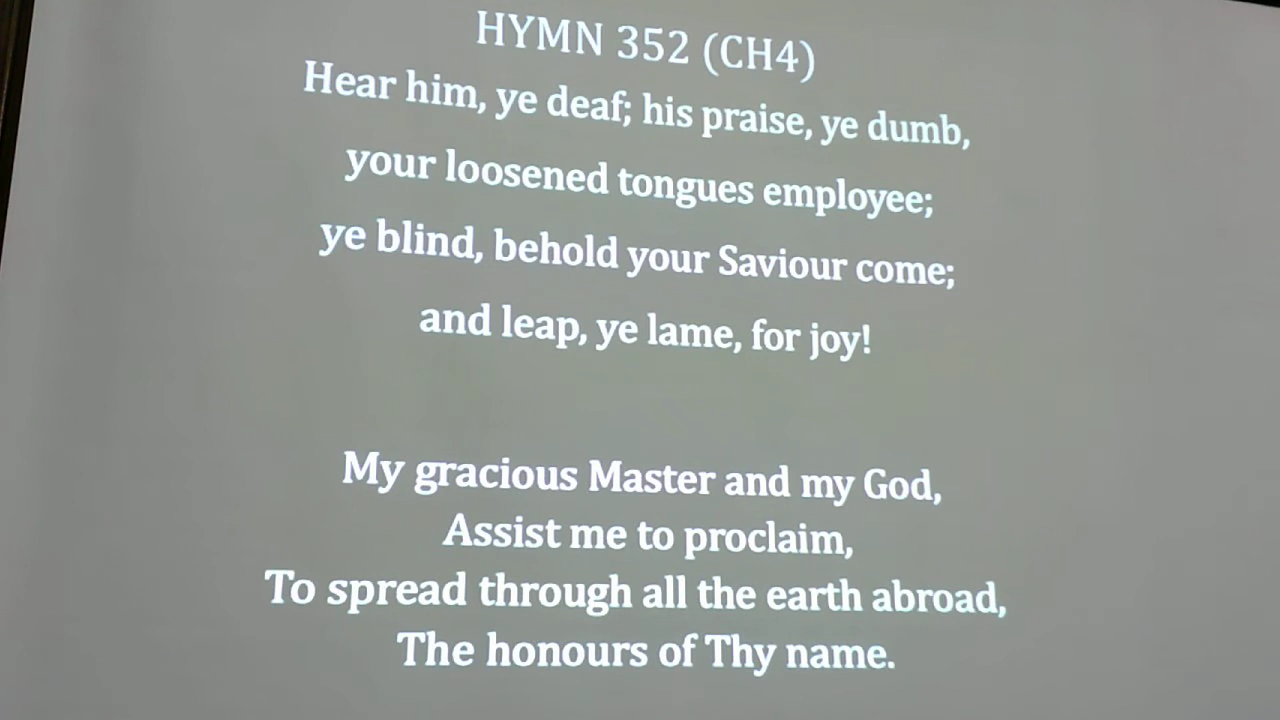 HYMN 352 (CH4)
Hear him, ye deaf; his praise, ye dumb,
your loosened tongues employee;
ye blind, behold your Saviour come;
and leap, ye lame, for joy!
My gracious Master and my God,
Assist me to proclaim,
To spread through all the earth abroad,
The honours of Thy name.